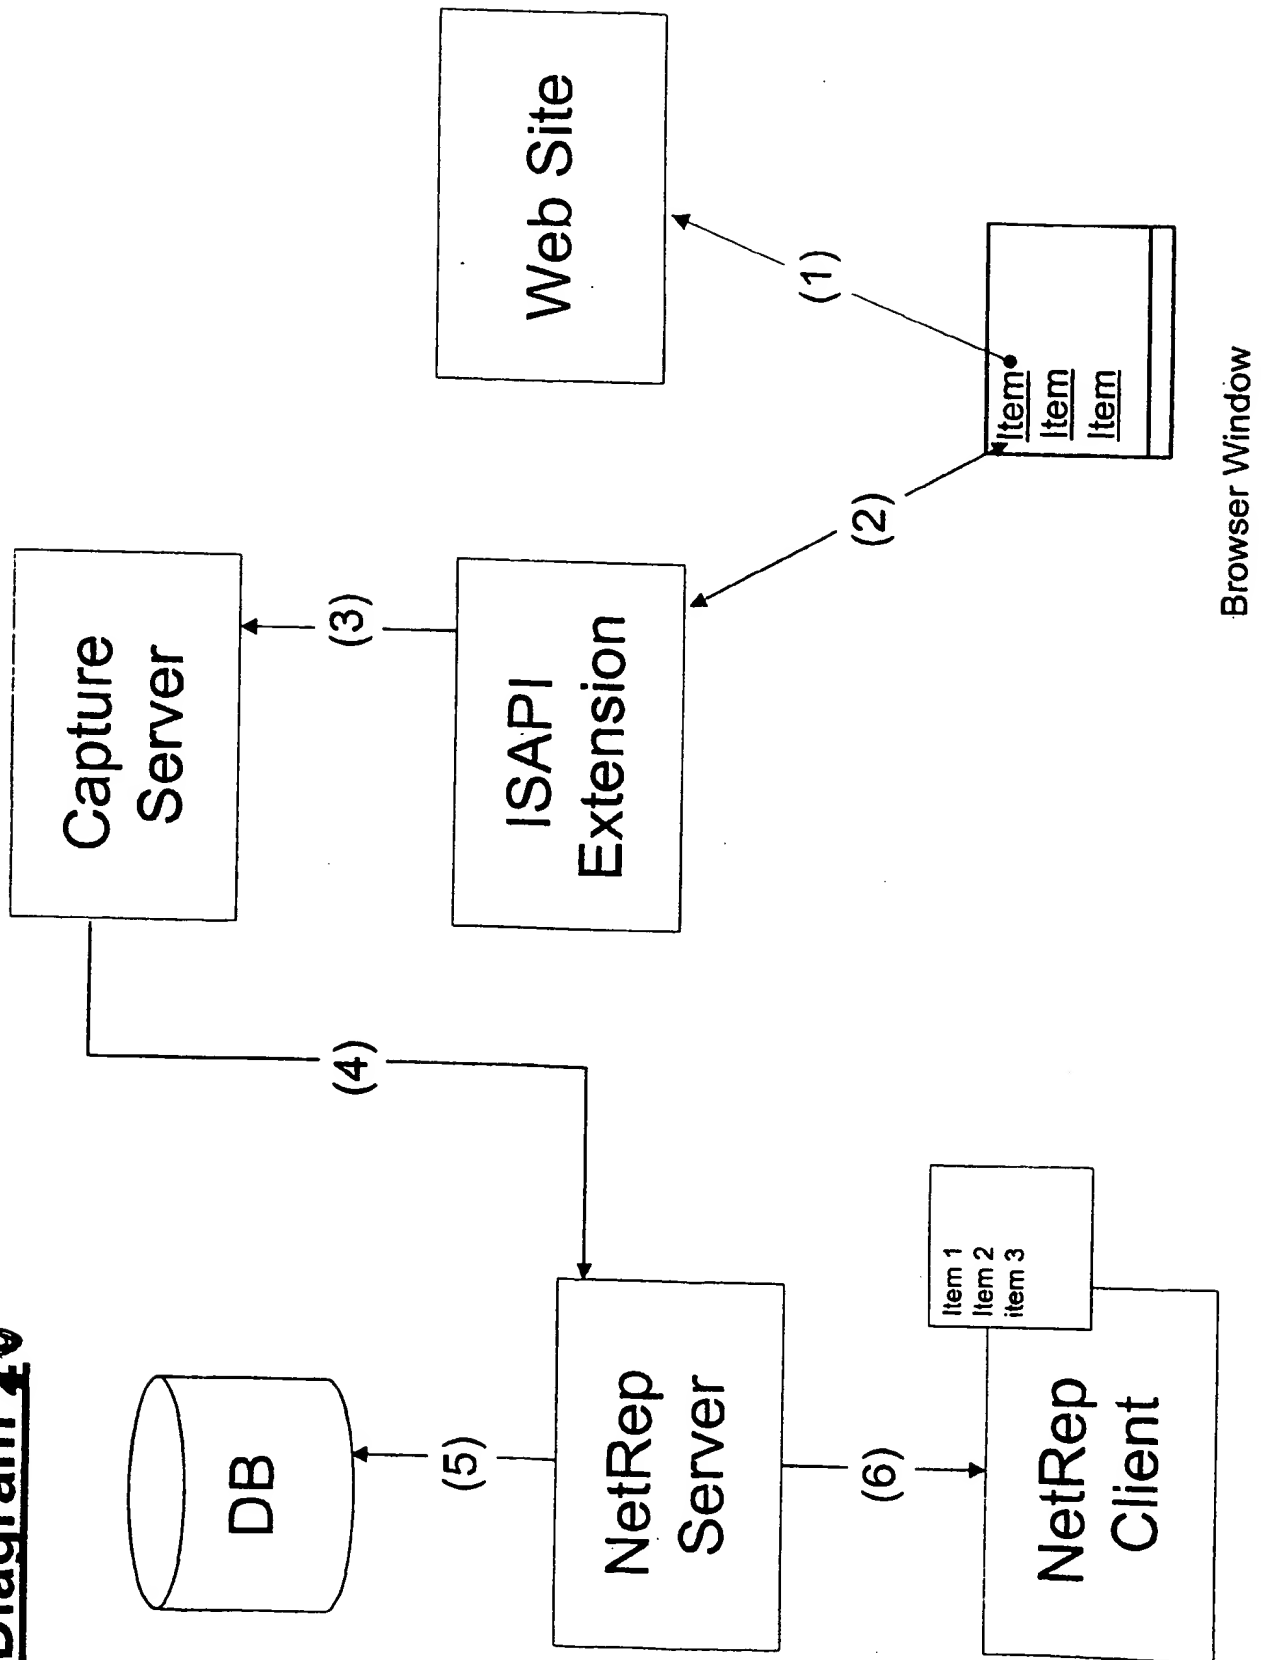 Diagram
DB
(5)
NetRep
Server
(6)
NetRep
Client
Item 1
Item 2
item 3
(4)
Capture
Server
(3)
ISAPI
Extension
(2)
(1)
Web Site
Item
Item
Item
Browser Window